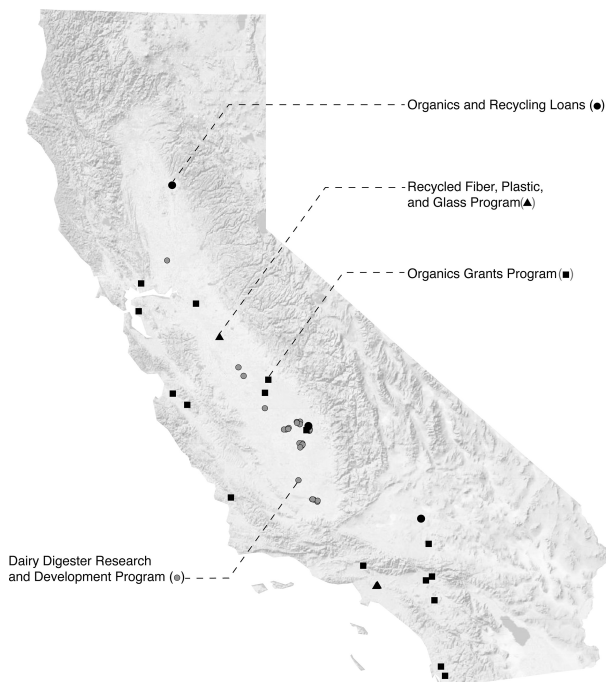 Organics and Recycling Loans (●)
Recycled Fiber, Plastic,
and Glass Program(▲)
Organics Grants Program(■)
Dairy Digester Research
and Development Program (●)